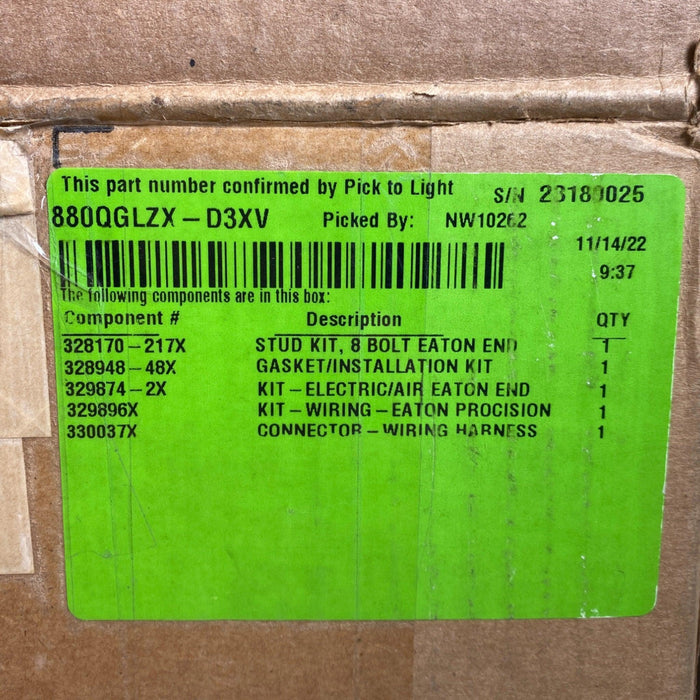 This part number confirmed by Pick to Light S/N 23180025
880QGLZX-D3XV Picked By: NW10262
11/14/22
9:37
The following components are in this box:
Component # Description QTY
328170-217X STUD KIT, 8 BOLT EATON END 1
328948-48X GASKET/INSTALLATION KIT 1
329874-2X KIT-ELECTRIC/AIR EATON END 1
329896X KIT-WIRING-EATON PROCISION 1
330037X CONNECTOR-WIRING HARNESS 1